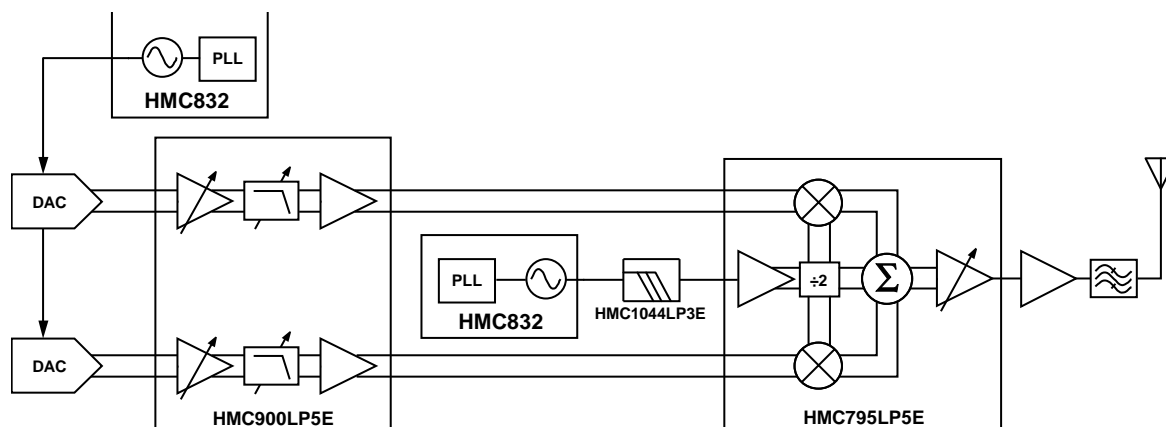 PLL
HMC832
DAC
PLL
÷2
Σ
HMC832
HMC1044LP3E
DAC
HMC900LP5E
HMC795LP5E